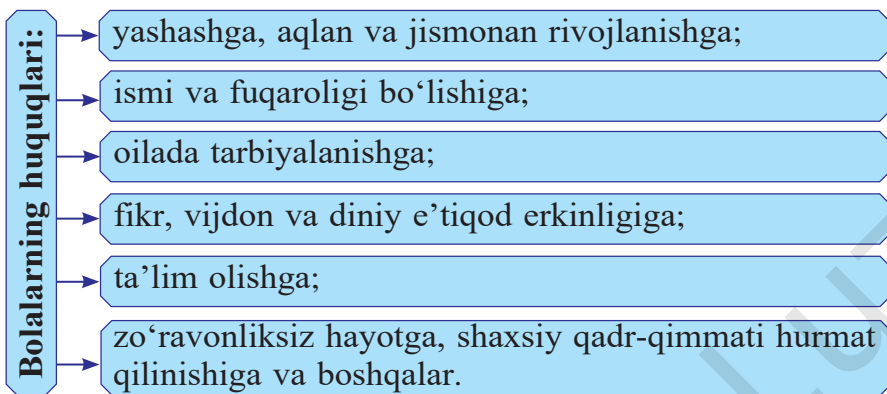 Bolalarning huquqlari:
yashashga, aqlan va jismonan rivojlanishga;
ismi va fuqaroligi bo‘lishiga;
oilada tarbiyalanishga;
fikr, vijdon va diniy e’tiqod erkinligiga;
ta’lim olishga;
zo‘ravonliksiz hayotga, shaxsiy qadr-qimmati hurmat
qilinishiga va boshqalar.